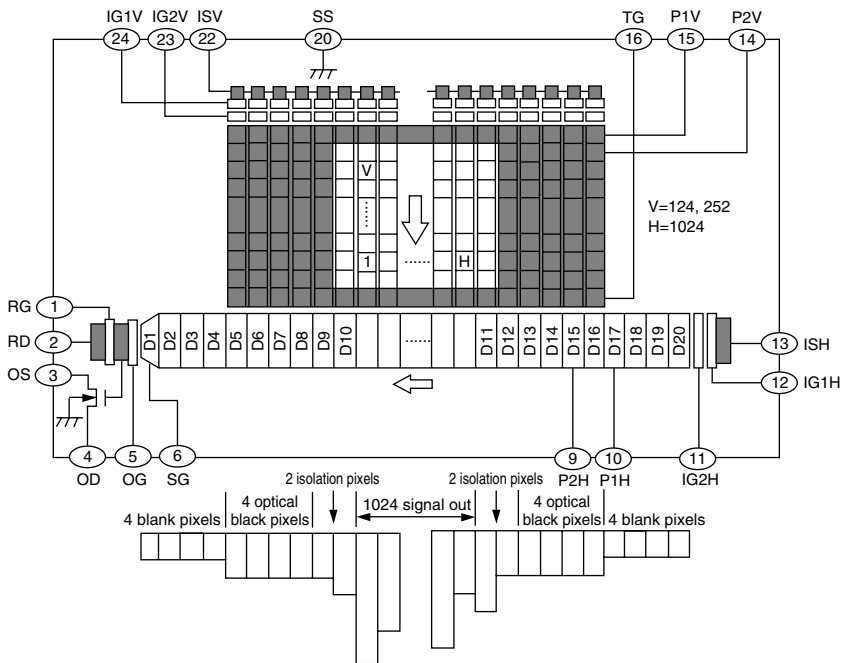 IG1V IG2V ISV SS TG P1V P2V
24 23 22 20 16 15 14
V
1 ...... H
V=124, 252
H=1024
RG 1
RD 2
OS 3
D1 D2 D3 D4 D5 D6 D7 D8 D9 D10 ...... D11 D12 D13 D14 D15 D16 D17 D18 D19 D20
13 ISH
12 IG1H
4 5 6 9 10 11
OD OG SG P2H P1H IG2H
2 isolation pixels 2 isolation pixels
4 blank pixels
4 optical
black pixels
1024 signal out
4 optical
black pixels
4 blank pixels